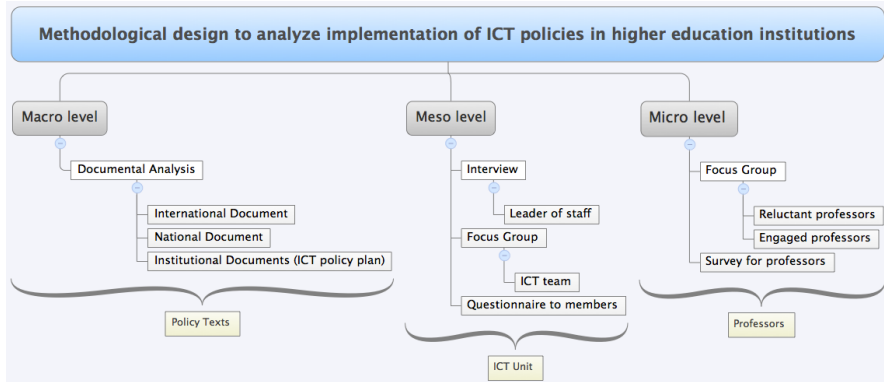 Methodological design to analyze implementation of ICT policies in higher education institutions
Macro level
Documental Analysis
International Document
National Document
Institutional Documents (ICT policy plan)
Policy Texts
Meso level
Interview
Leader of staff
Focus Group
ICT team
Questionnaire to members
ICT Unit
Micro level
Focus Group
Reluctant professors
Engaged professors
Survey for professors
Professors